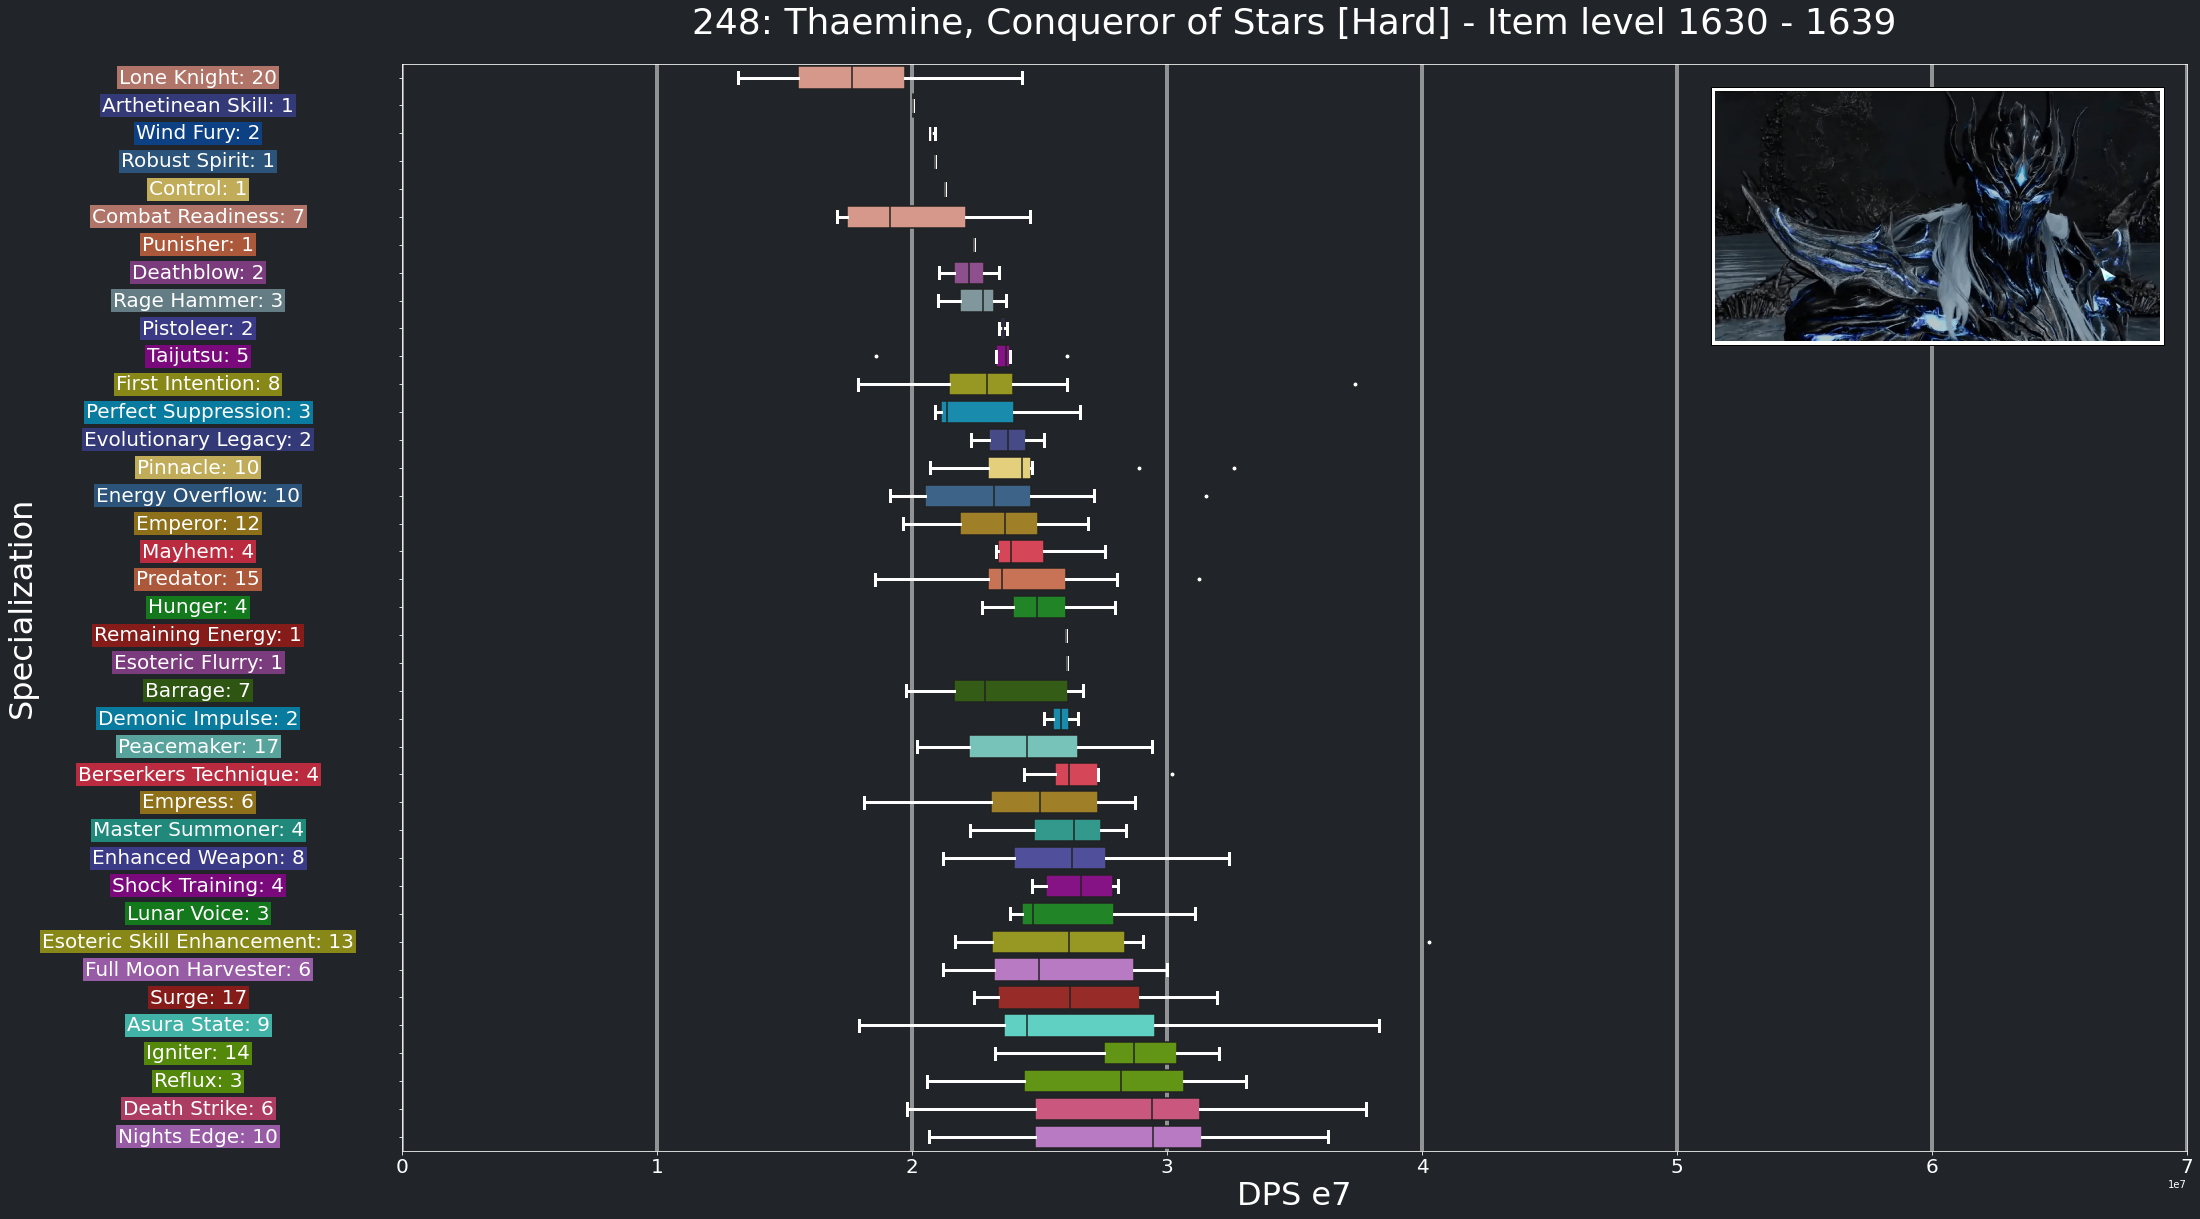 248: Thaemine, Conqueror of Stars [Hard] - Item level 1630 - 1639
Lone Knight: 20
Arthetinean Skill: 1
Wind Fury: 2
Robust Spirit: 1
Control: 1
Combat Readiness: 7
Punisher: 1
Deathblow: 2
Rage Hammer: 3
Pistoleer: 2
Taijutsu: 5
First Intention: 8
Perfect Suppression: 3
Evolutionary Legacy: 2
Pinnacle: 10
Energy Overflow: 10
Emperor: 12
Mayhem: 4
Predator: 15
Hunger: 4
Remaining Energy: 1
Esoteric Flurry: 1
Barrage: 7
Demonic Impulse: 2
Peacemaker: 17
Berserkers Technique: 4
Empress: 6
Master Summoner: 4
Enhanced Weapon: 8
Shock Training: 4
Lunar Voice: 3
Esoteric Skill Enhancement: 13
Full Moon Harvester: 6
Surge: 17
Asura State: 9
Igniter: 14
Reflux: 3
Death Strike: 6
Nights Edge: 10
Specialization
0 1 2 3 4 5 6 7
1e7
DPS e7